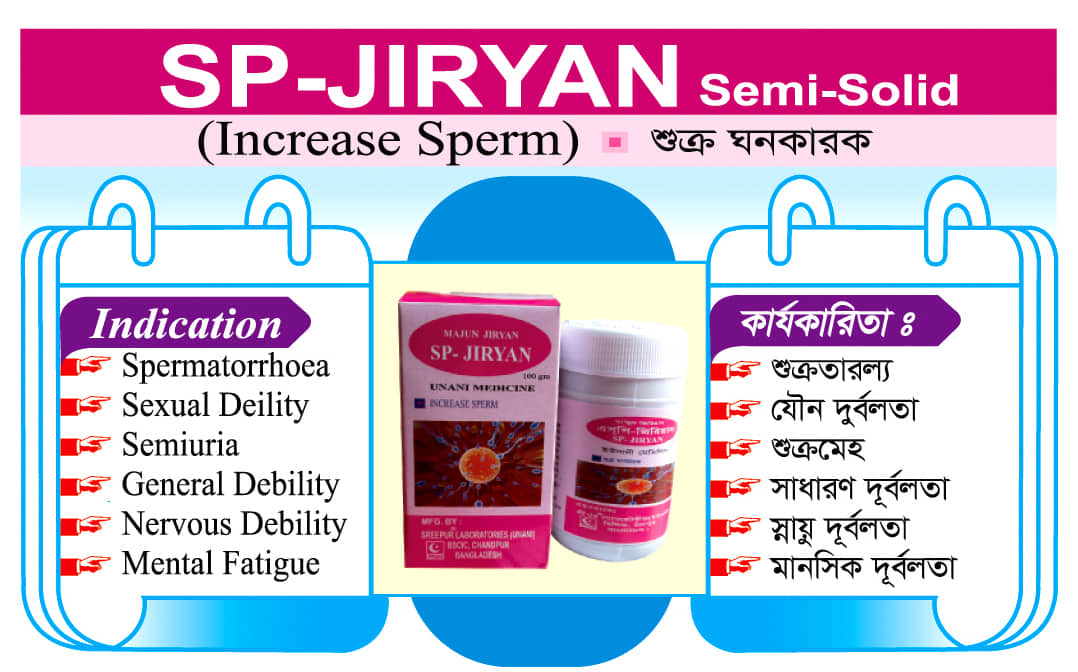 SP-JIRYAN Semi-Solid
(Increase Sperm) শুক্র ঘনকারক
Indication
Spermatorrhoea
Sexual Deility
Semiuria
General Debility
Nervous Debility
Mental Fatigue
MAJUN JIRYAN
SP- JIRYAN
100 gm
UNANI MEDICINE
INCREASE SPERM
MFG. BY :
SREEPUR LABORATORIES (UNANI)
BSCIC, CHANDPUR
BANGLADESH
এসপি-জিরিয়ান
SP- JIRYAN
কার্যকারিতা ঃ
শুক্রতারল্য
যৌন দুর্বলতা
শুক্রমেহ
সাধারণ দূর্বলতা
স্নায়ু দূর্বলতা
মানসিক দূর্বলতা